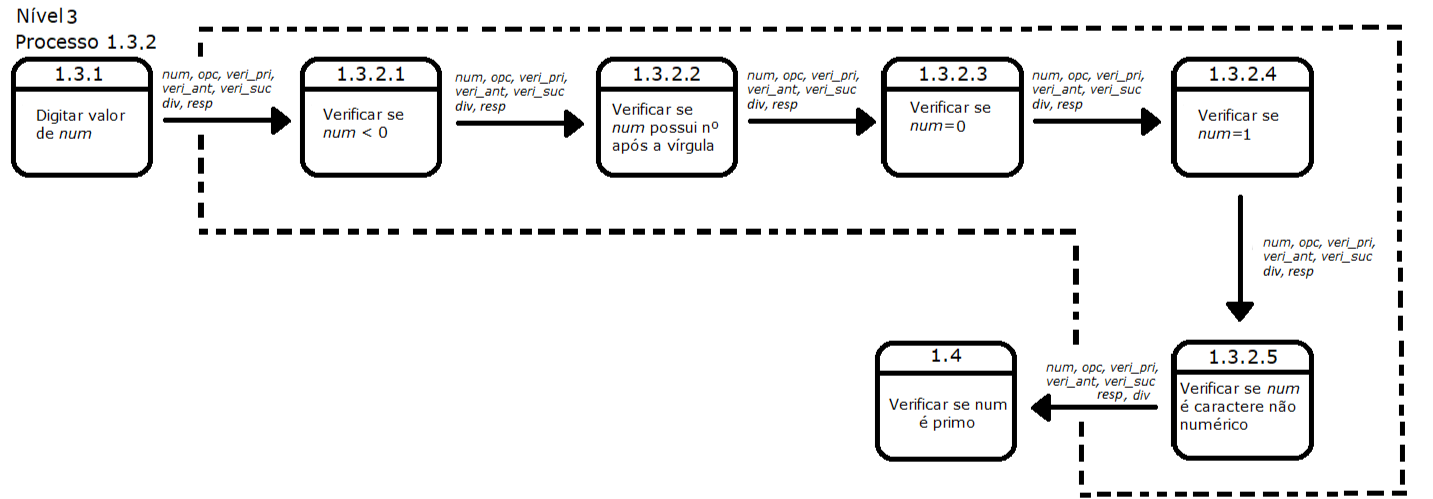 Nível 3
Processo 1.3.2
1.3.1
Digitar valor
de num
num, opc, veri_pri,
veri_ant, veri_suc
div, resp
1.3.2.1
Verificar se
num < 0
num, opc, veri_pri,
veri_ant, veri_suc
div, resp
1.3.2.2
Verificar se
num possui nº
após a vírgula
num, opc, veri_pri,
veri_ant, veri_suc
div, resp
1.3.2.3
Verificar se
num=0
num, opc, veri_pri,
veri_ant, veri_suc
div, resp
1.3.2.4
Verificar se
num=1
num, opc, veri_pri,
veri_ant, veri_suc
div, resp
1.3.2.5
Verificar se num
é caractere não
numérico
num, opc, veri_pri,
veri_ant, veri_suc
resp, div
1.4
Verificar se num
é primo